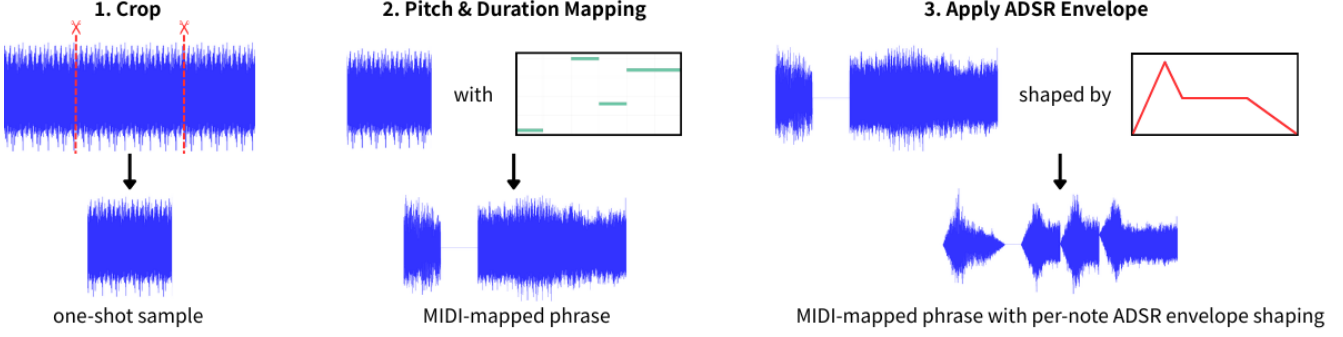 1. Crop
2. Pitch & Duration Mapping
3. Apply ADSR Envelope
with
shaped by
one-shot sample
MIDI-mapped phrase
MIDI-mapped phrase with per-note ADSR envelope shaping